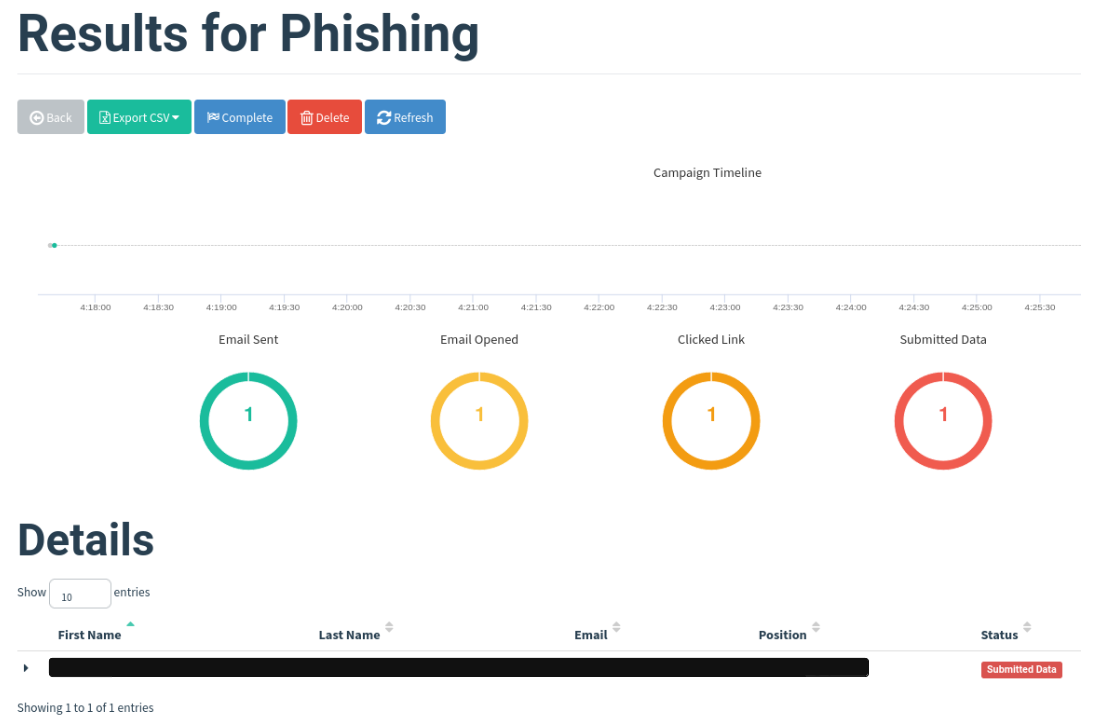 Results for Phishing
Back Export CSV Complete Delete Refresh
Campaign Timeline
4:18:00 4:18:30 4:19:00 4:19:30 4:20:00 4:20:30 4:21:00 4:21:30 4:22:00 4:22:30 4:23:00 4:23:30 4:24:00 4:24:30 4:25:00 4:25:30
Email Sent Email Opened Clicked Link Submitted Data
1 1 1 1
Details
Show 10 entries
First Name Last Name Email Position Status
Submitted Data
Showing 1 to 1 of 1 entries